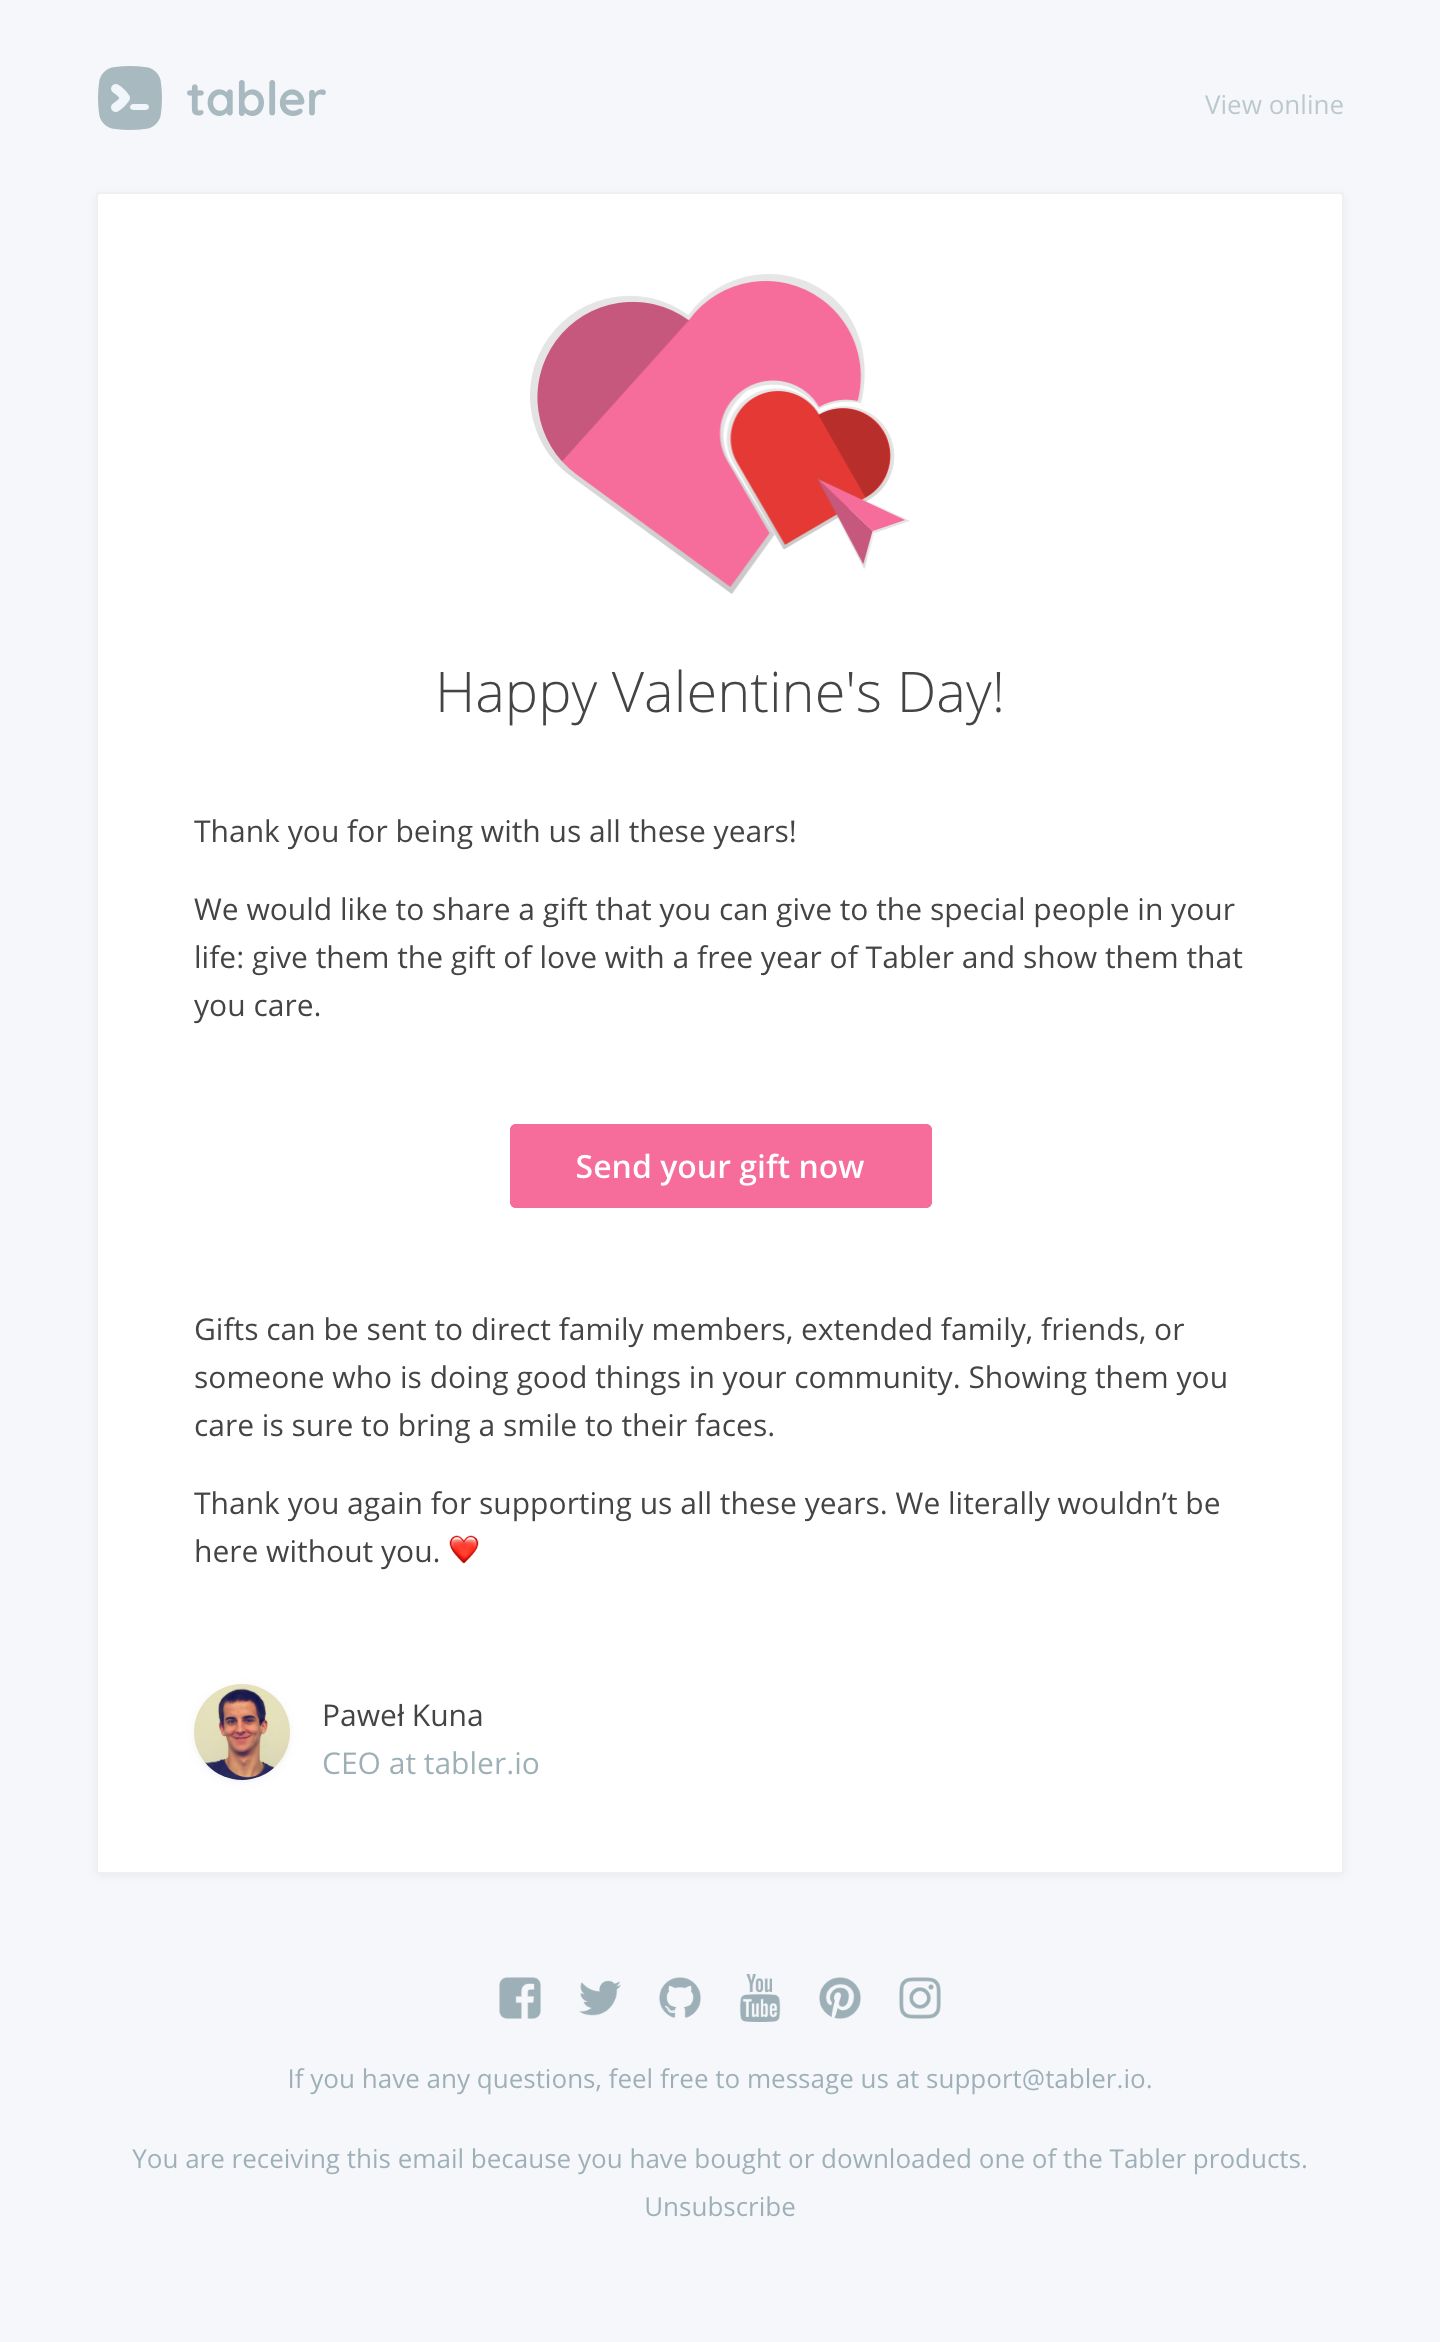 tabler
View online
Happy Valentine's Day!
Thank you for being with us all these years!
We would like to share a gift that you can give to the special people in your
life: give them the gift of love with a free year of Tabler and show them that
you care.
Send your gift now
Gifts can be sent to direct family members, extended family, friends, or
someone who is doing good things in your community. Showing them you
care is sure to bring a smile to their faces.
Thank you again for supporting us all these years. We literally wouldn’t be
here without you. ❤️
Paweł Kuna
CEO at tabler.io
You
Tube
If you have any questions, feel free to message us at support@tabler.io.
You are receiving this email because you have bought or downloaded one of the Tabler products.
Unsubscribe